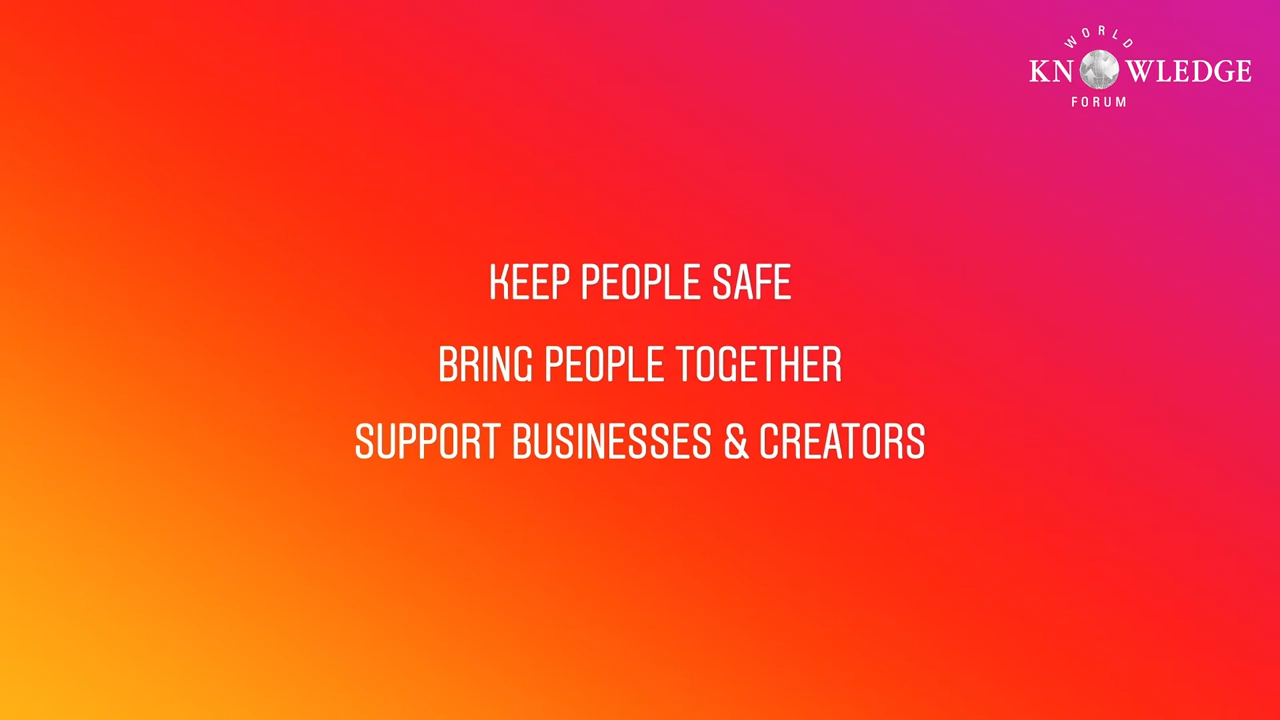 WORLD
KNOWLEDGE
FORUM
KEEP PEOPLE SAFE
BRING PEOPLE TOGETHER
SUPPORT BUSINESSES & CREATORS